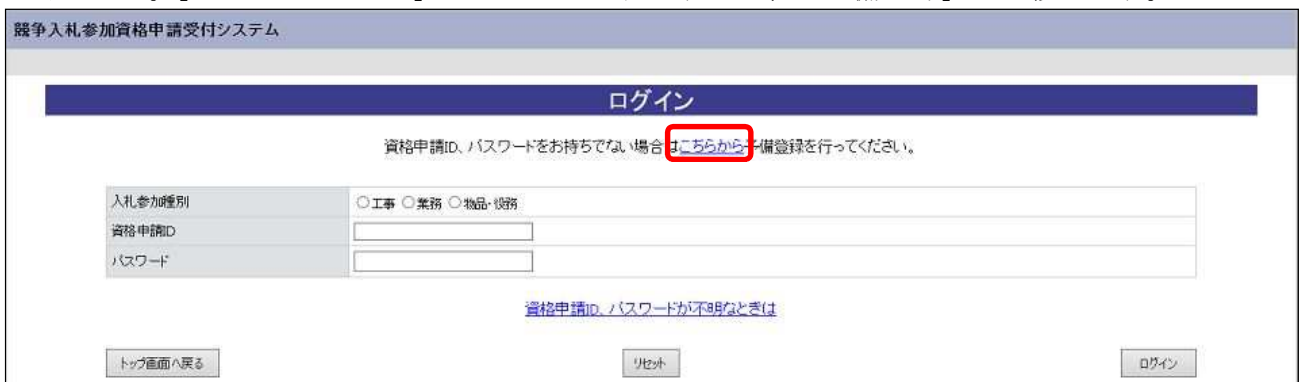 競争入札参加資格申請受付システム
ログイン
資格申請ID、パスワードをお持ちでない場合はこちらから予備登録を行ってください。
入札参加種別 ○工事 ○業務 ○物品・役務
資格申請ID
パスワード
資格申請ID、パスワードが不明なときは
トップ画面へ戻る リセット ログイン